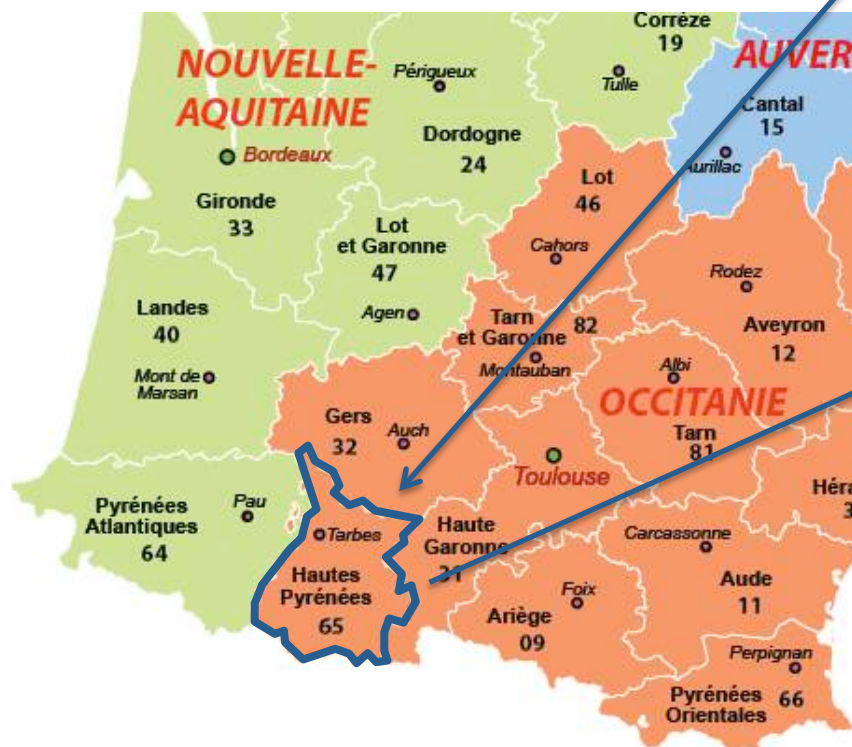 Corrèze
19
NOUVELLE-
AQUITAINE
AUVER
Périgueux
Tulle
Cantal
15
Dordogne
24
Bordeaux
Aurillac
Lot
46
Gironde
33
Lot
et Garonne
47
Cahors
Rodez
Landes
40
Agen
Tarn
et Garonne
82
Aveyron
12
Montauban
Albi
Mont de
Marsan
OCCITANIE
Gers
32
Auch
Tarn
81
Toulouse
Héra
3
Pyrénées
Atlantiques
64
Pau
Tarbes
Haute
Garonne
31
Carcassonne
Hautes
Pyrénées
65
Foix
Aude
11
Ariège
09
Perpignan
Pyrénées
Orientales
66